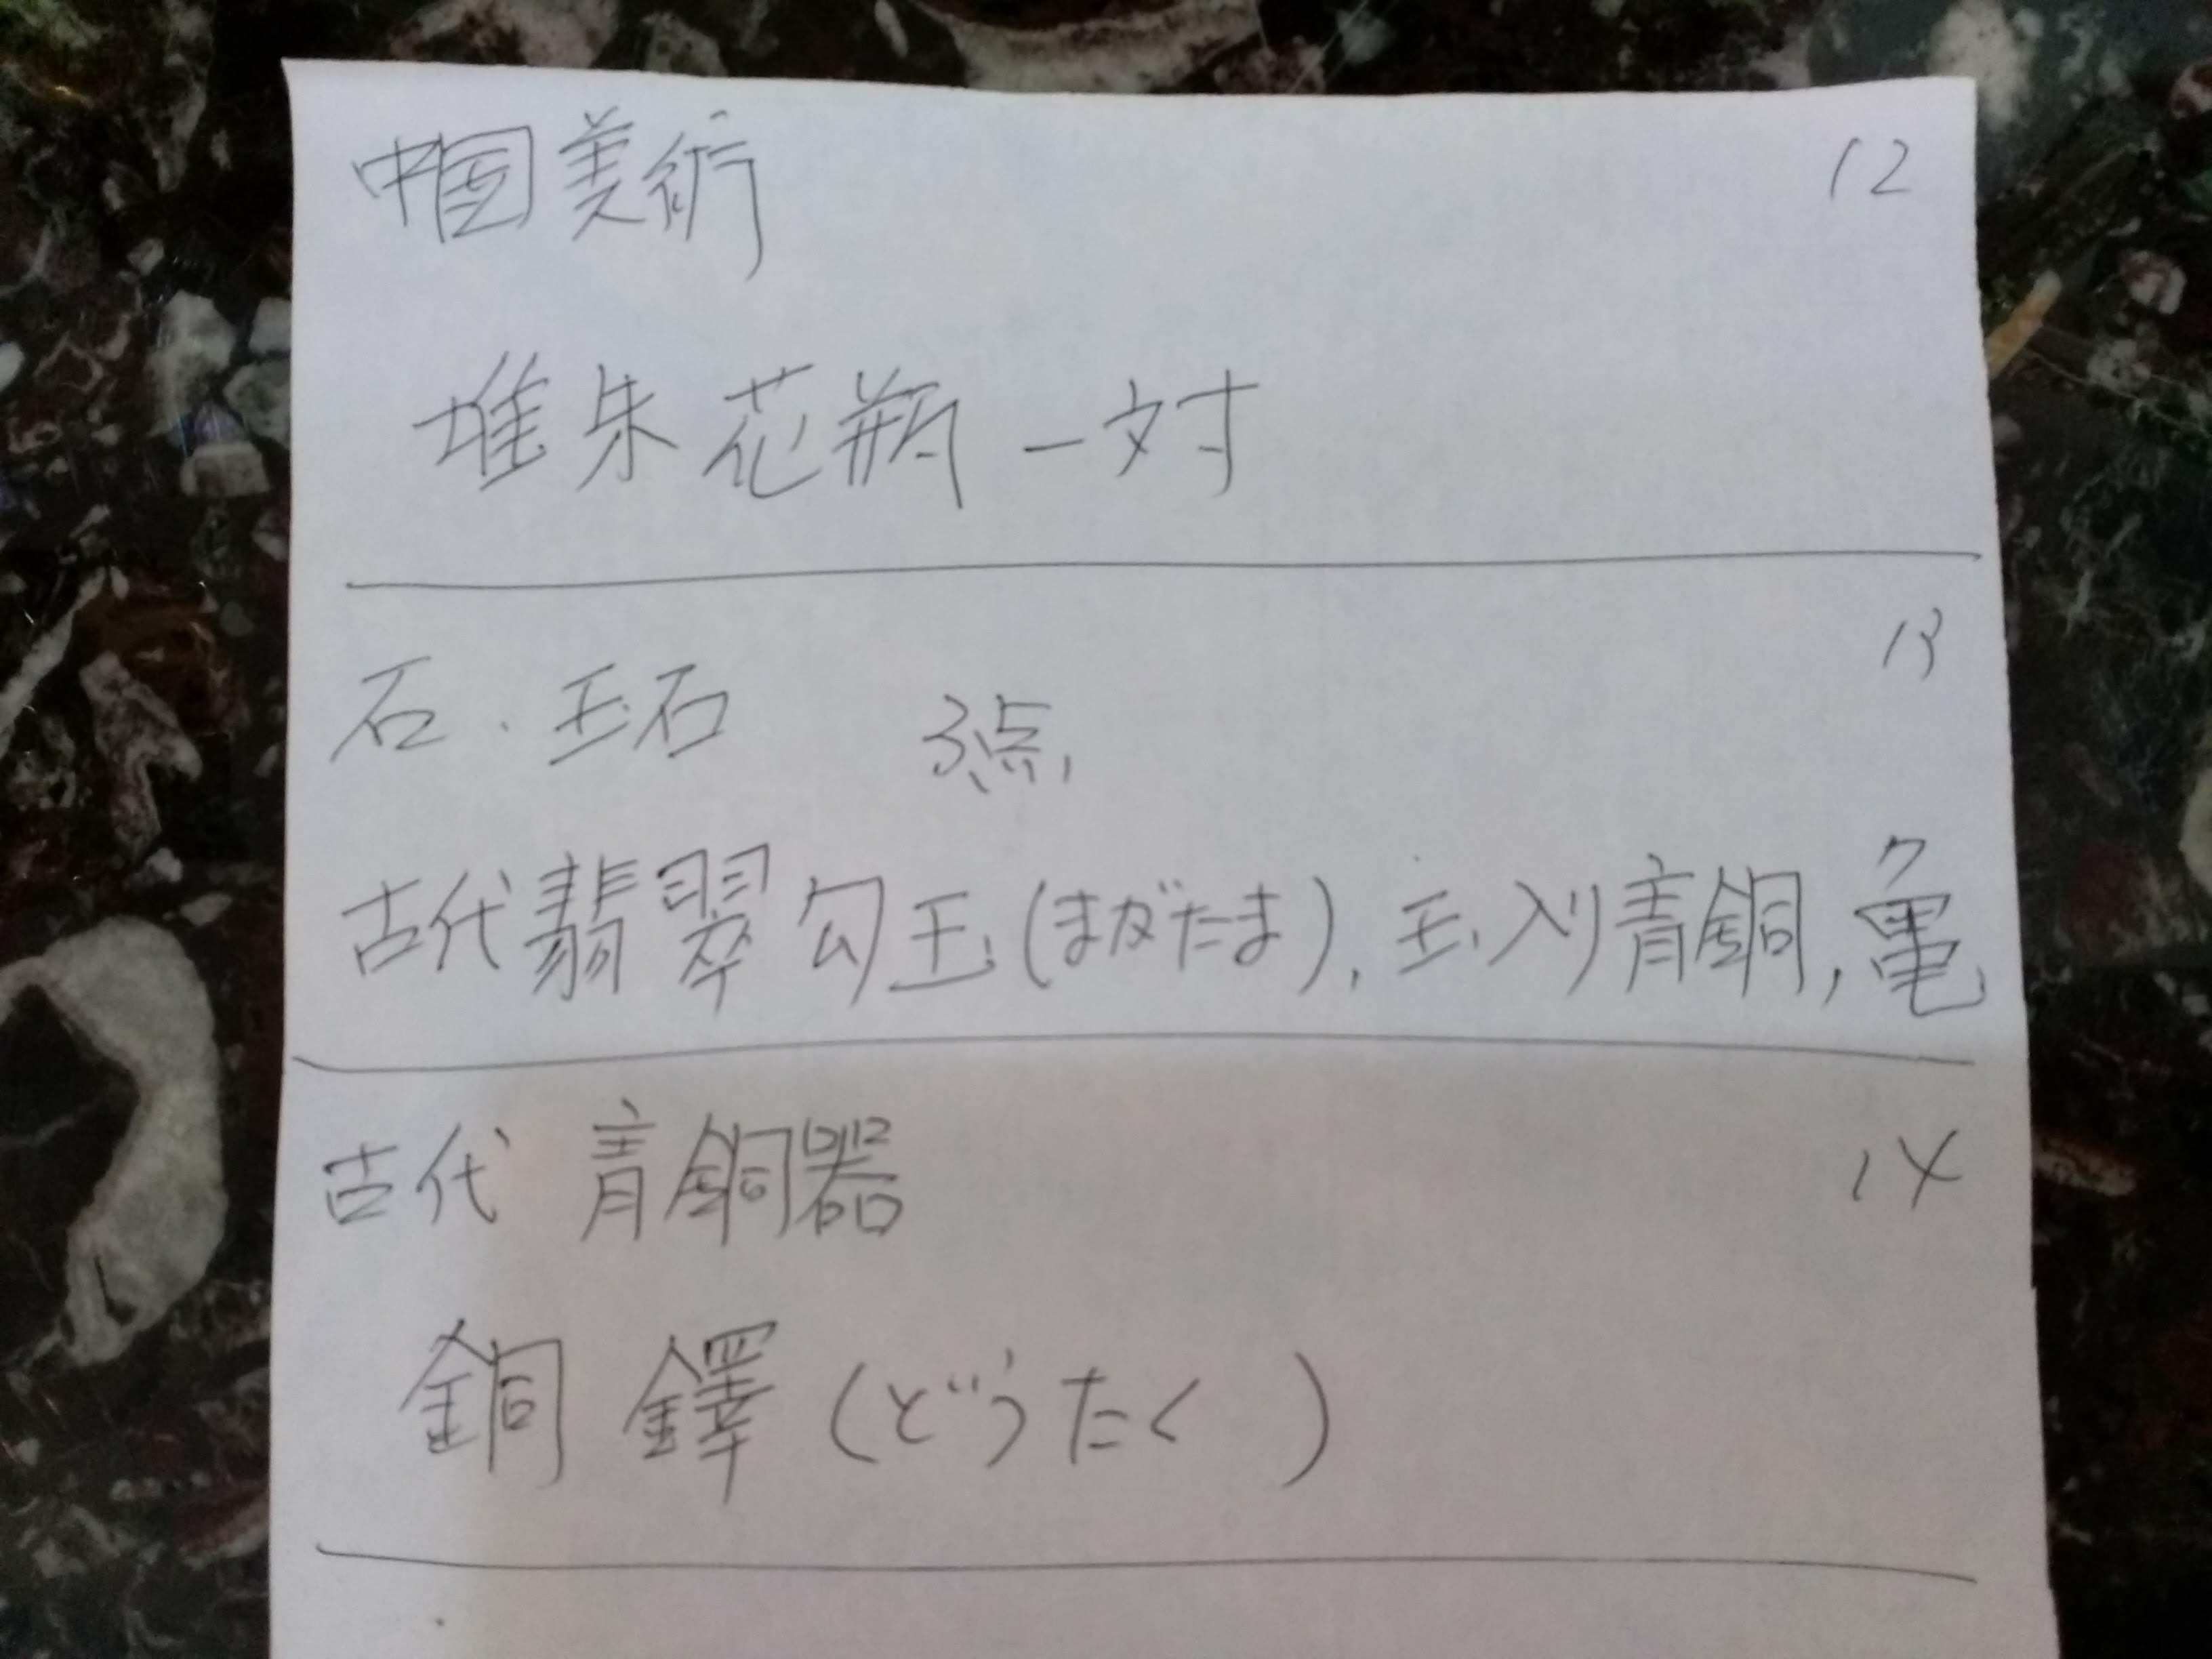 中国美術 12
堆朱花瓶一対
13
石・玉石 3点
古代翡翠勾玉(まがたま)、玉入り青銅,亀
古代 青銅器 14
銅鐸(どうたく)